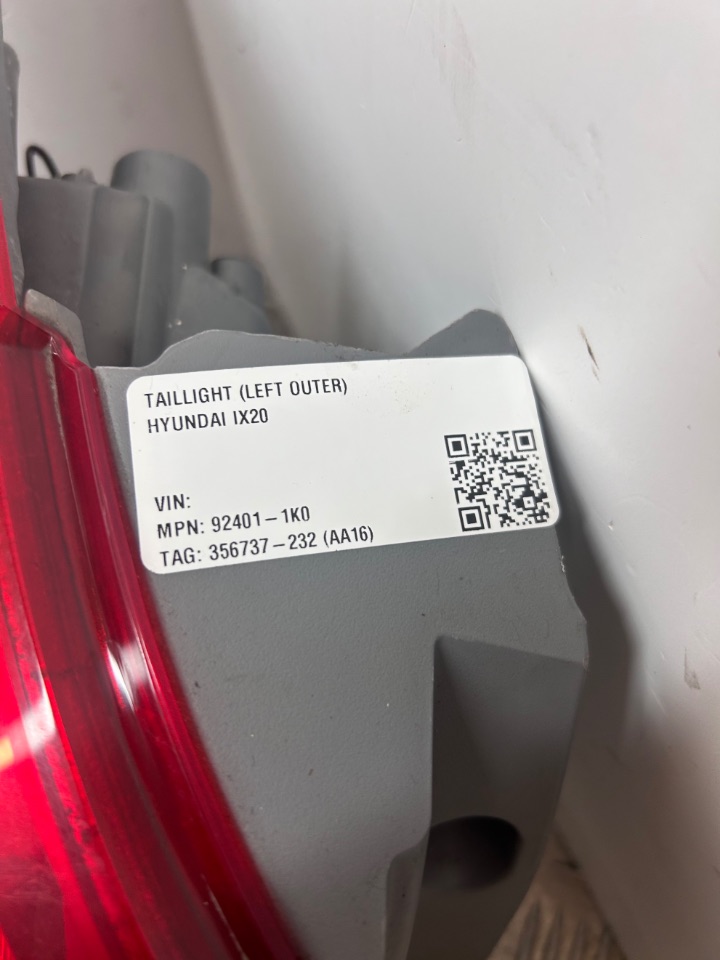 TAILLIGHT (LEFT OUTER)
HYUNDAI IX20
VIN:
MPN: 92401-1K0
TAG: 356737-232 (AA16)